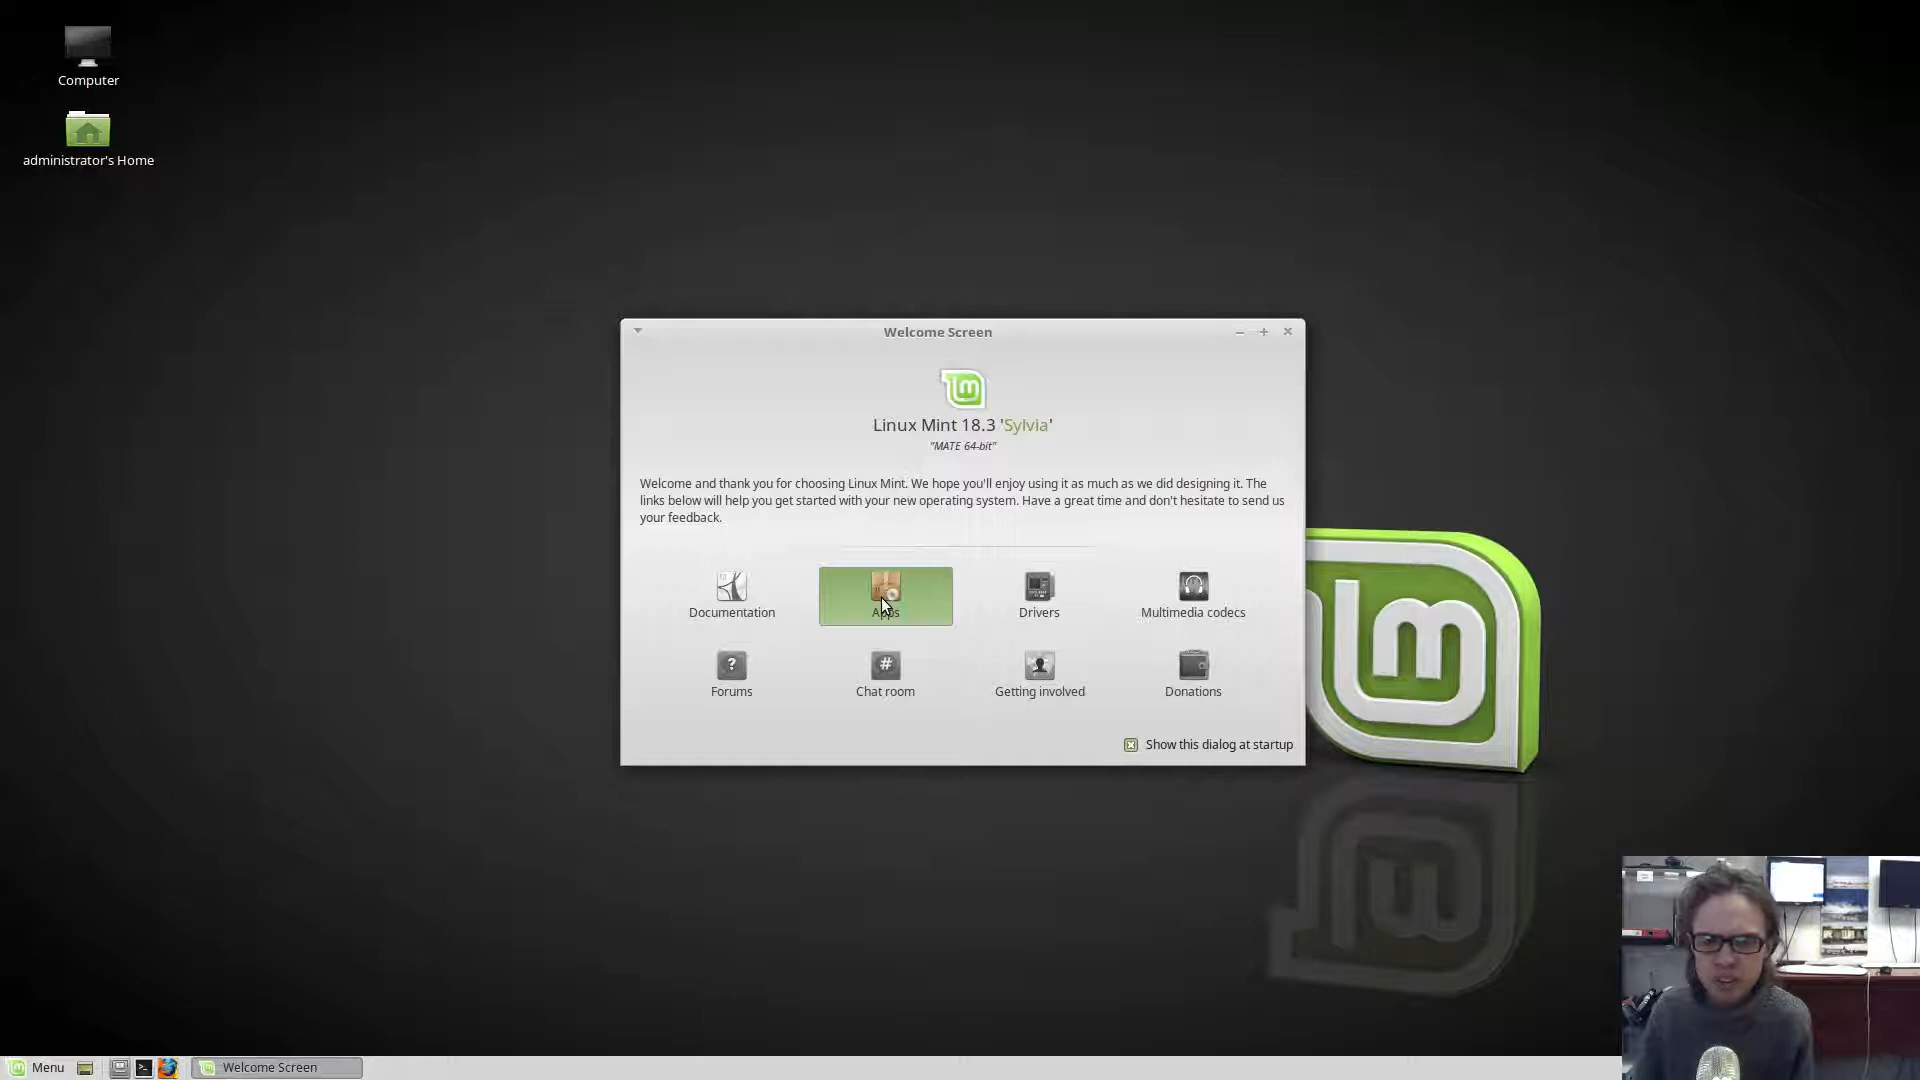 Computer
administrator's Home
Welcome Screen
Linux Mint 18.3 'Sylvia'
"MATE 64-bit"
Welcome and thank you for choosing Linux Mint. We hope you'll enjoy using it as much as we did designing it. The
links below will help you get started with your new operating system. Have a great time and don't hesitate to send us
your feedback.
Documentation
Apps
Drivers
Multimedia codecs
Forums
Chat room
Getting involved
Donations
Show this dialog at startup
Menu
Welcome Screen